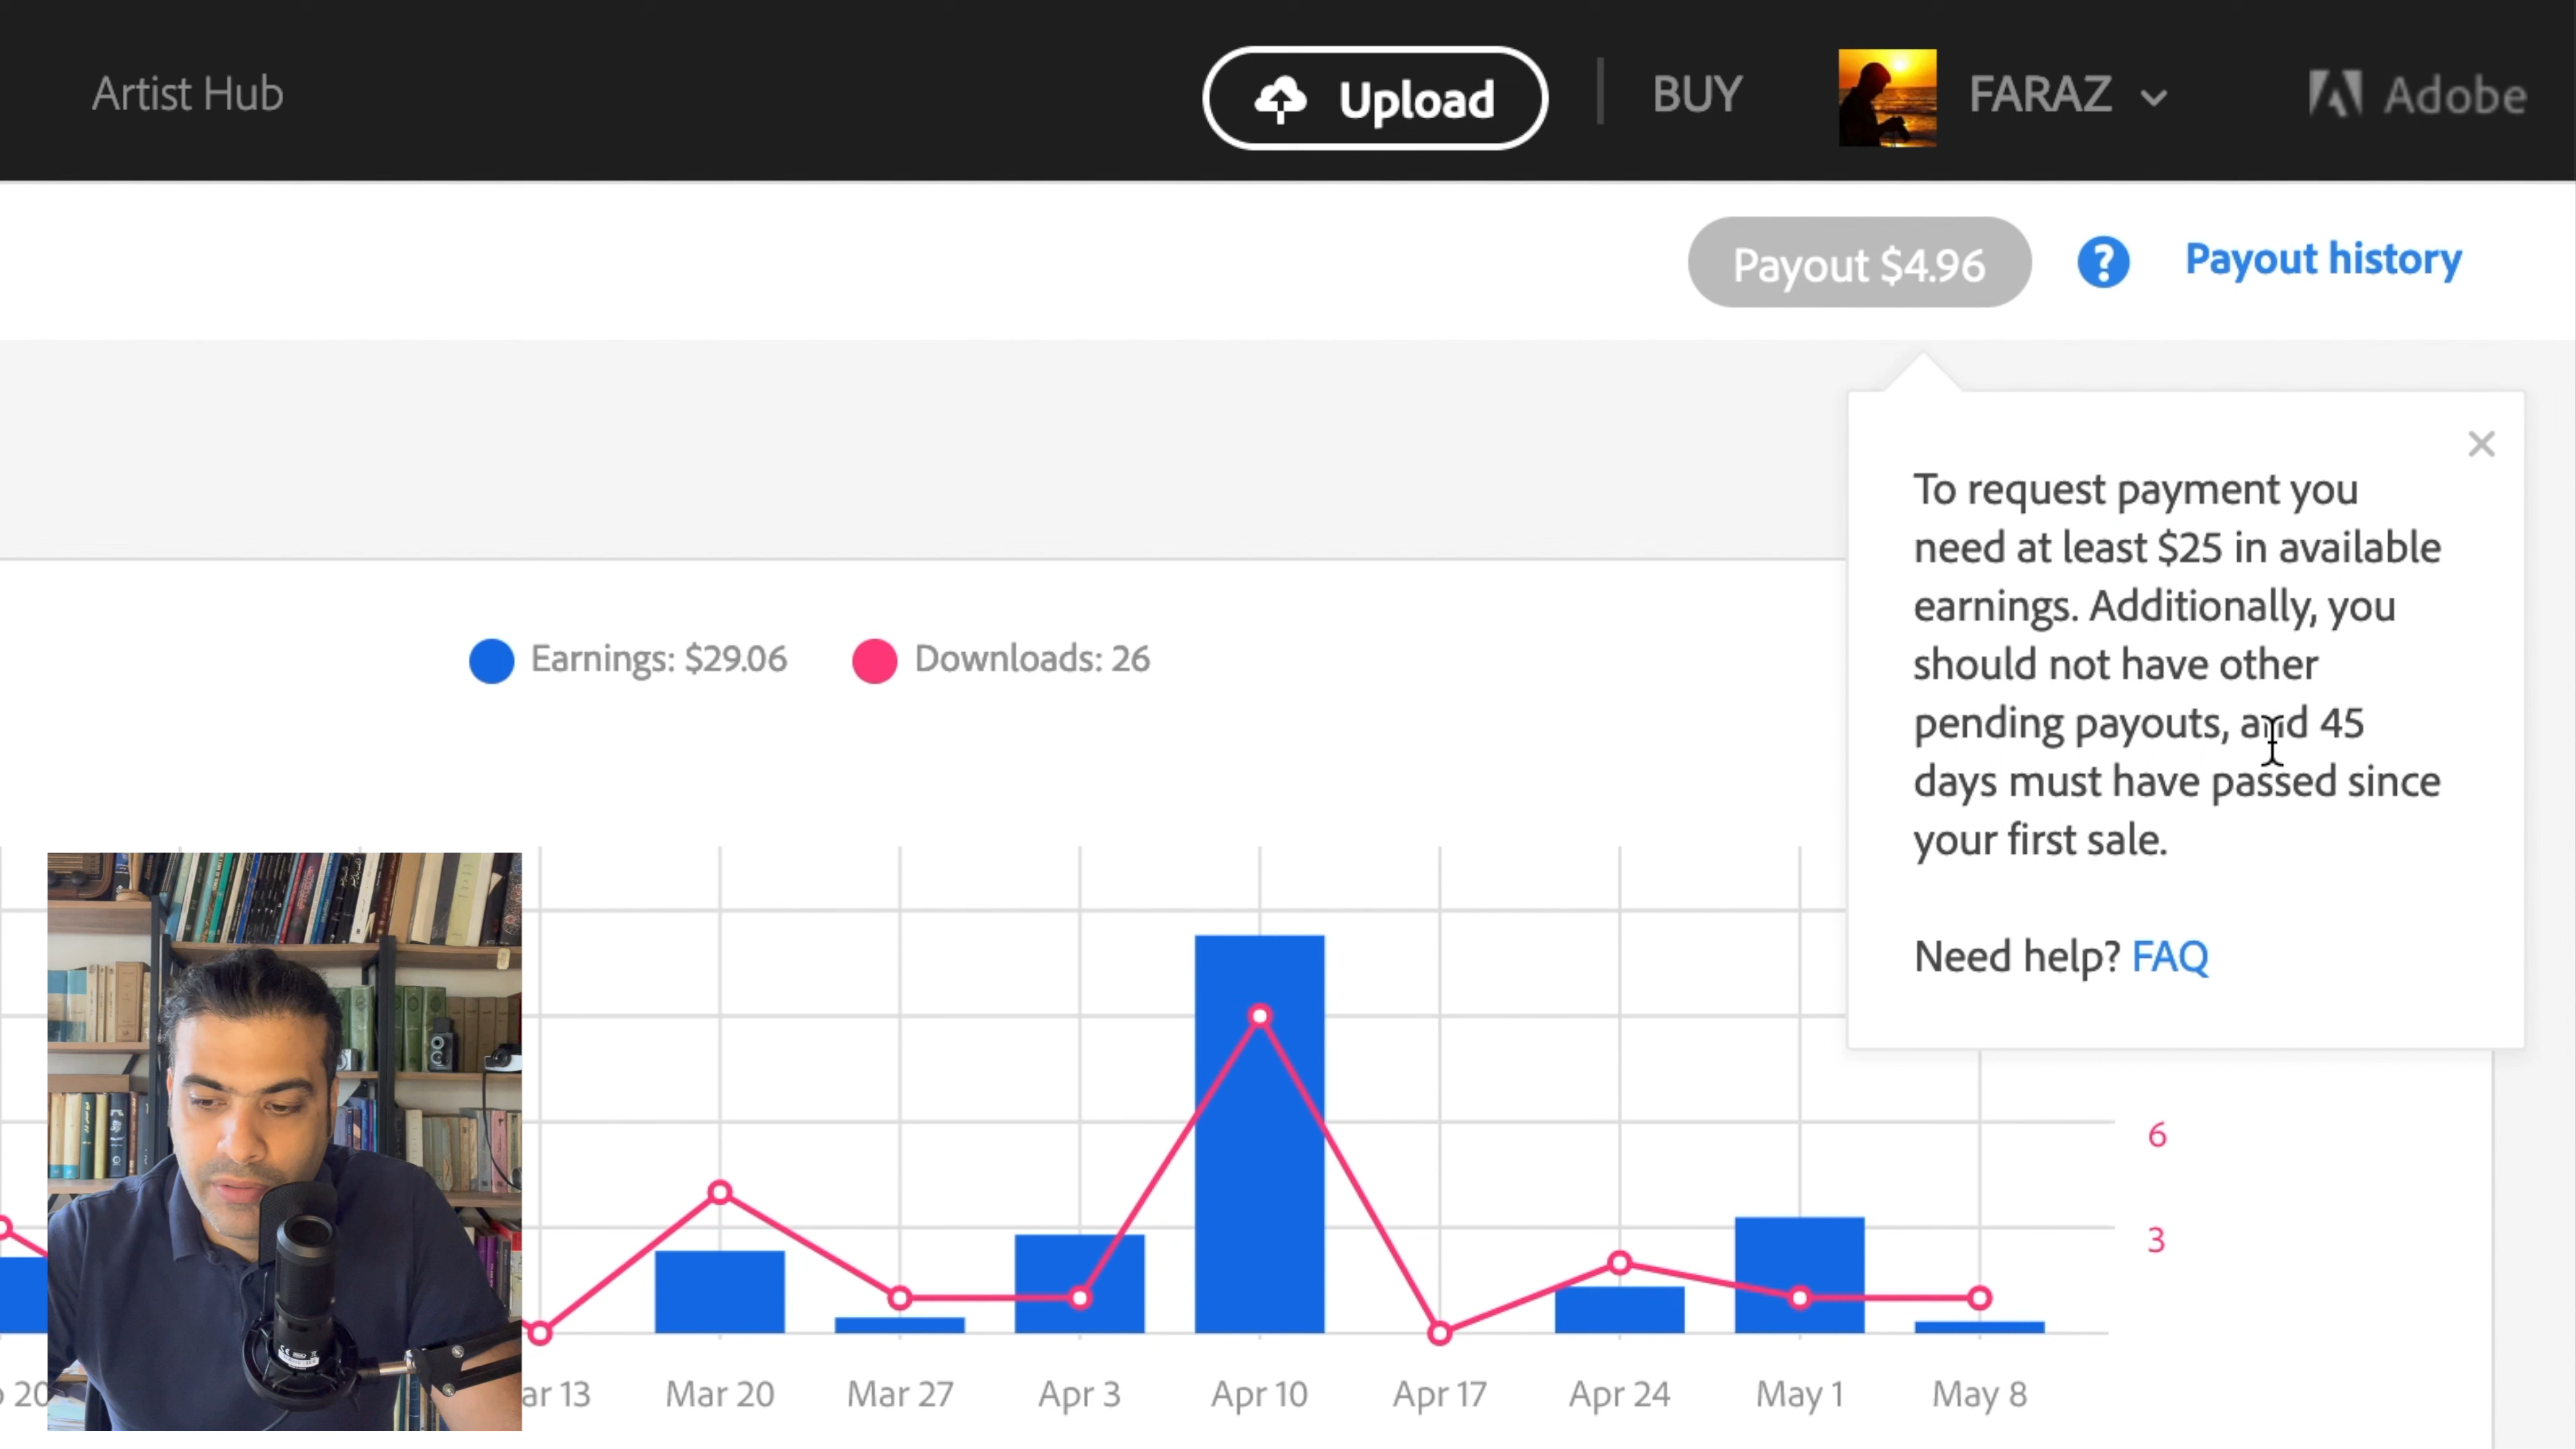 Artist Hub
Upload
BUY
FARAZ
Adobe
Payout $4.96
?
Payout history
To request payment you
need at least $25 in available
earnings. Additionally, you
should not have other
pending payouts, and 45
days must have passed since
your first sale.
Need help? FAQ
Earnings: $29.06
Downloads: 26
6
3
20
ar 13
Mar 20
Mar 27
Apr 3
Apr 10
Apr 17
Apr 24
May 1
May 8